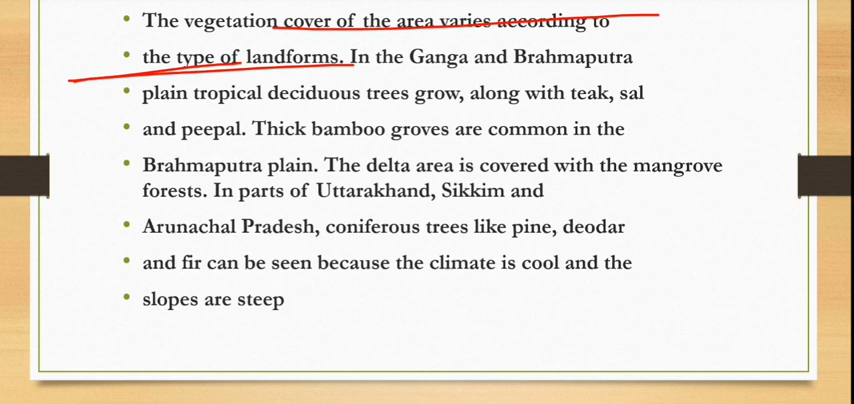 • The vegetation cover of the area varies according to
• the type of landforms. In the Ganga and Brahmaputra
• plain tropical deciduous trees grow, along with teak, sal
• and peepal. Thick bamboo groves are common in the
• Brahmaputra plain. The delta area is covered with the mangrove
forests. In parts of Uttarakhand, Sikkim and
• Arunachal Pradesh, coniferous trees like pine, deodar
• and fir can be seen because the climate is cool and the
• slopes are steep